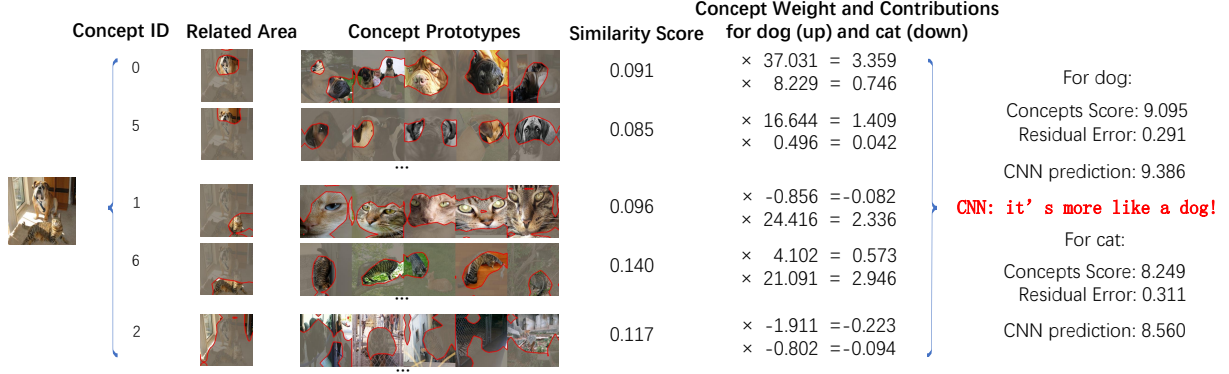 Concept ID Related Area Concept Prototypes Similarity Score Concept Weight and Contributions
for dog (up) and cat (down)
0 0.091 × 37.031 = 3.359
× 8.229 = 0.746
5 0.085 × 16.644 = 1.409
× 0.496 = 0.042
...
1 0.096 × -0.856 =-0.082
× 24.416 = 2.336
6 0.140 × 4.102 = 0.573
× 21.091 = 2.946
...
2 0.117 × -1.911 =-0.223
× -0.802 =-0.094
...
For dog:
Concepts Score: 9.095
Residual Error: 0.291
CNN prediction: 9.386
CNN: it’s more like a dog!
For cat:
Concepts Score: 8.249
Residual Error: 0.311
CNN prediction: 8.560